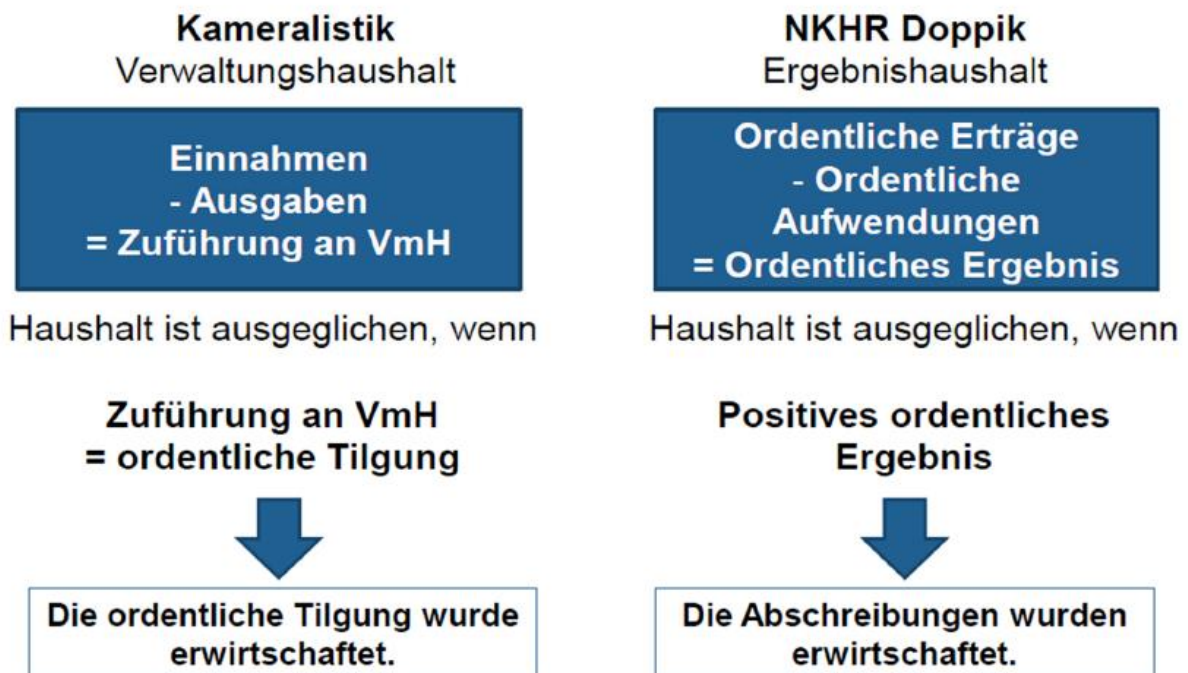 Kameralistik
Verwaltungshaushalt
Einnahmen
- Ausgaben
= Zuführung an VmH
Haushalt ist ausgeglichen, wenn
Zuführung an VmH
= ordentliche Tilgung
Die ordentliche Tilgung wurde
erwirtschaftet.
NKHR Doppik
Ergebnishaushalt
Ordentliche Erträge
- Ordentliche
Aufwendungen
= Ordentliches Ergebnis
Haushalt ist ausgeglichen, wenn
Positives ordentliches
Ergebnis
Die Abschreibungen wurden
erwirtschaftet.